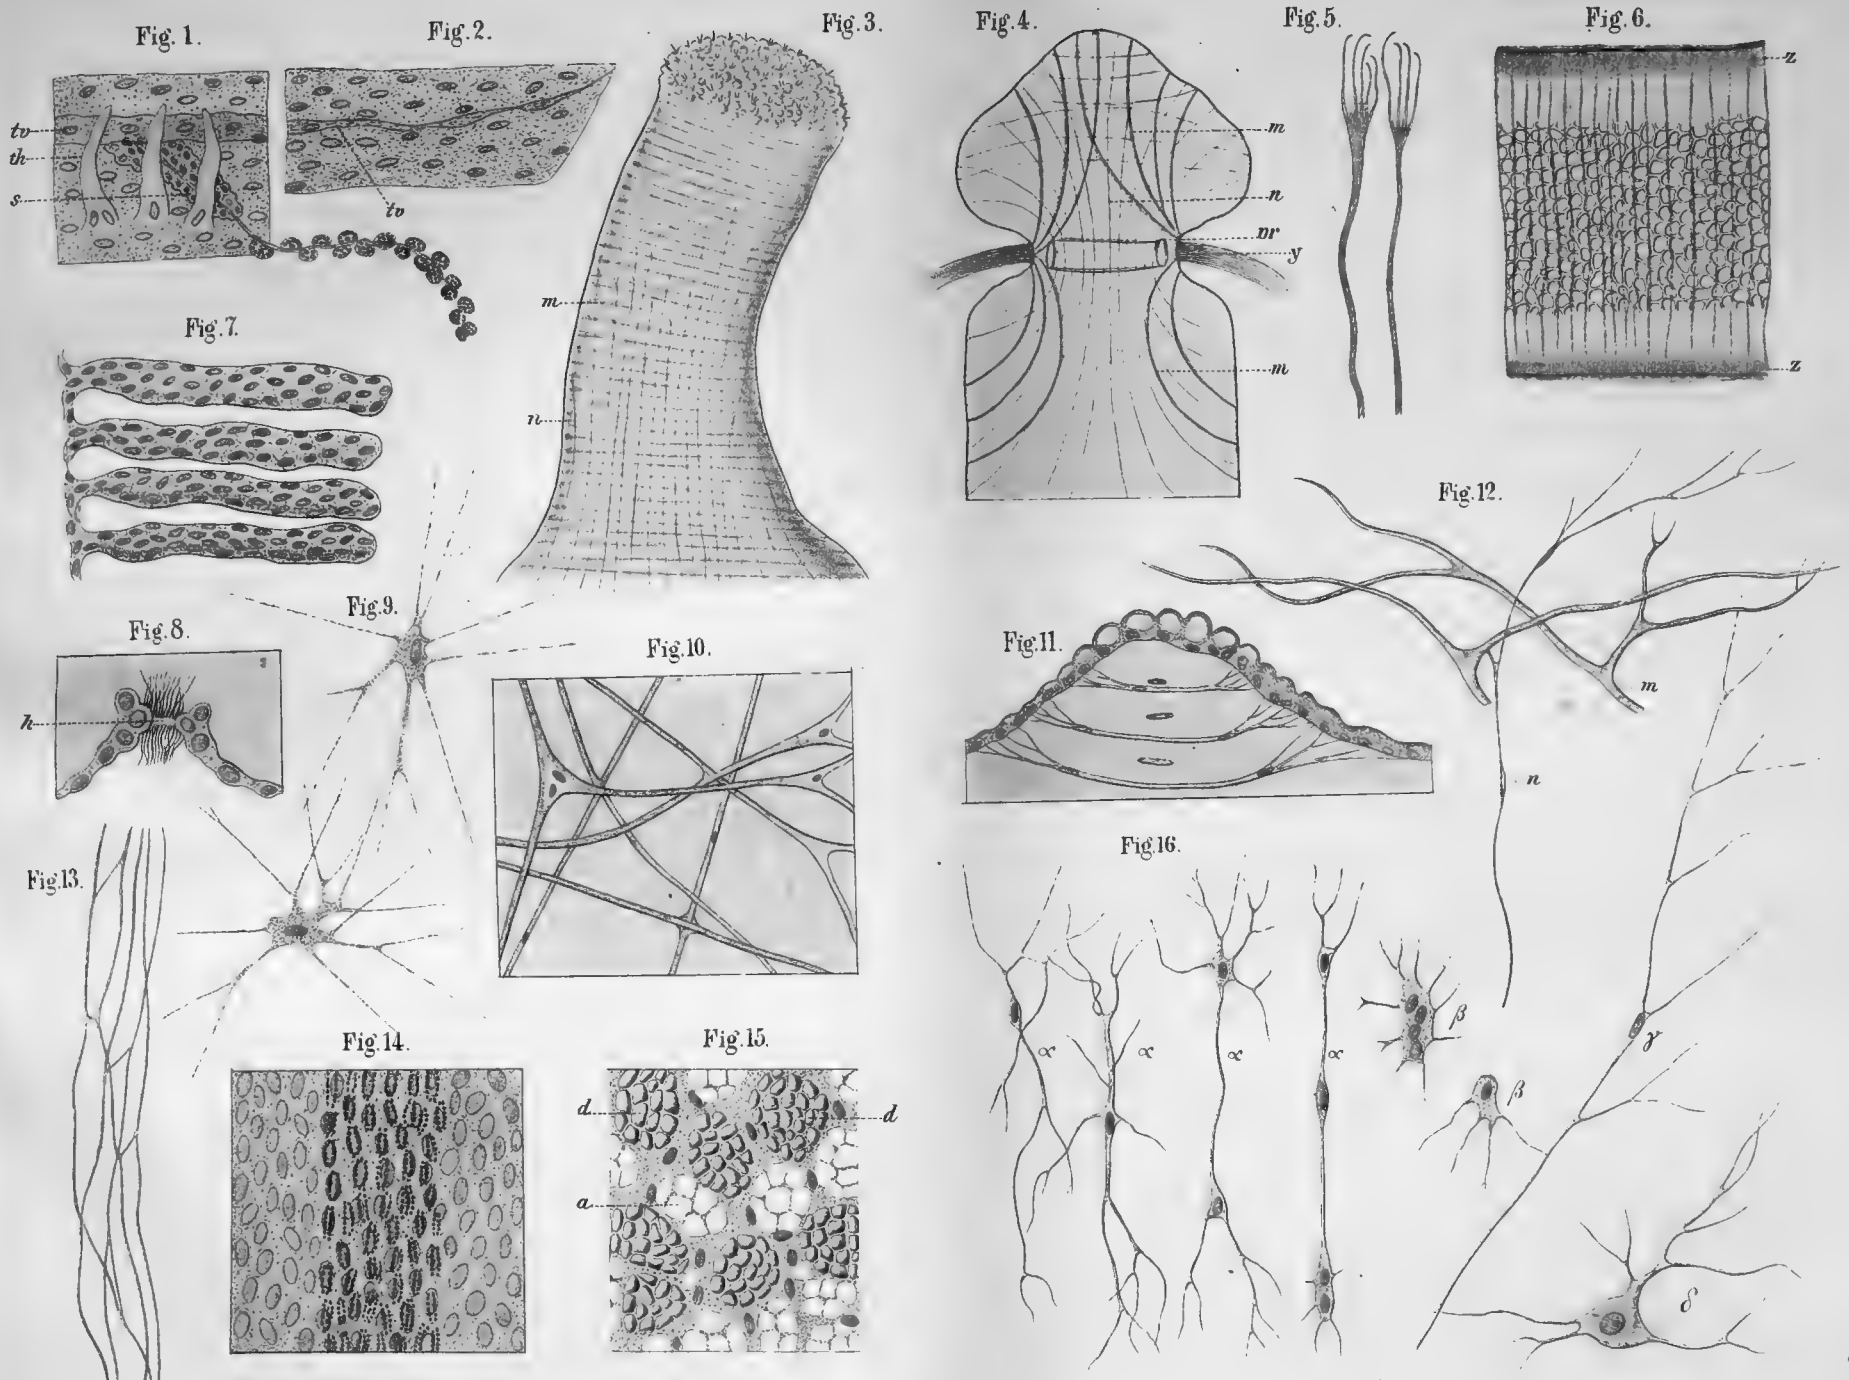 Fig. 1.
tv
th
s
Fig. 2.
tv
Fig. 3.
m
n
Fig. 4.
m
n
nr
y
m
Fig. 5.
Fig. 6.
z
z
Fig. 7.
Fig. 8.
h
Fig. 9.
Fig. 10.
Fig. 11.
Fig. 12.
m
n
Fig. 13.
Fig. 14.
Fig. 15.
d
d
a
Fig. 16.
α
α
α
α
β
β
γ
δ